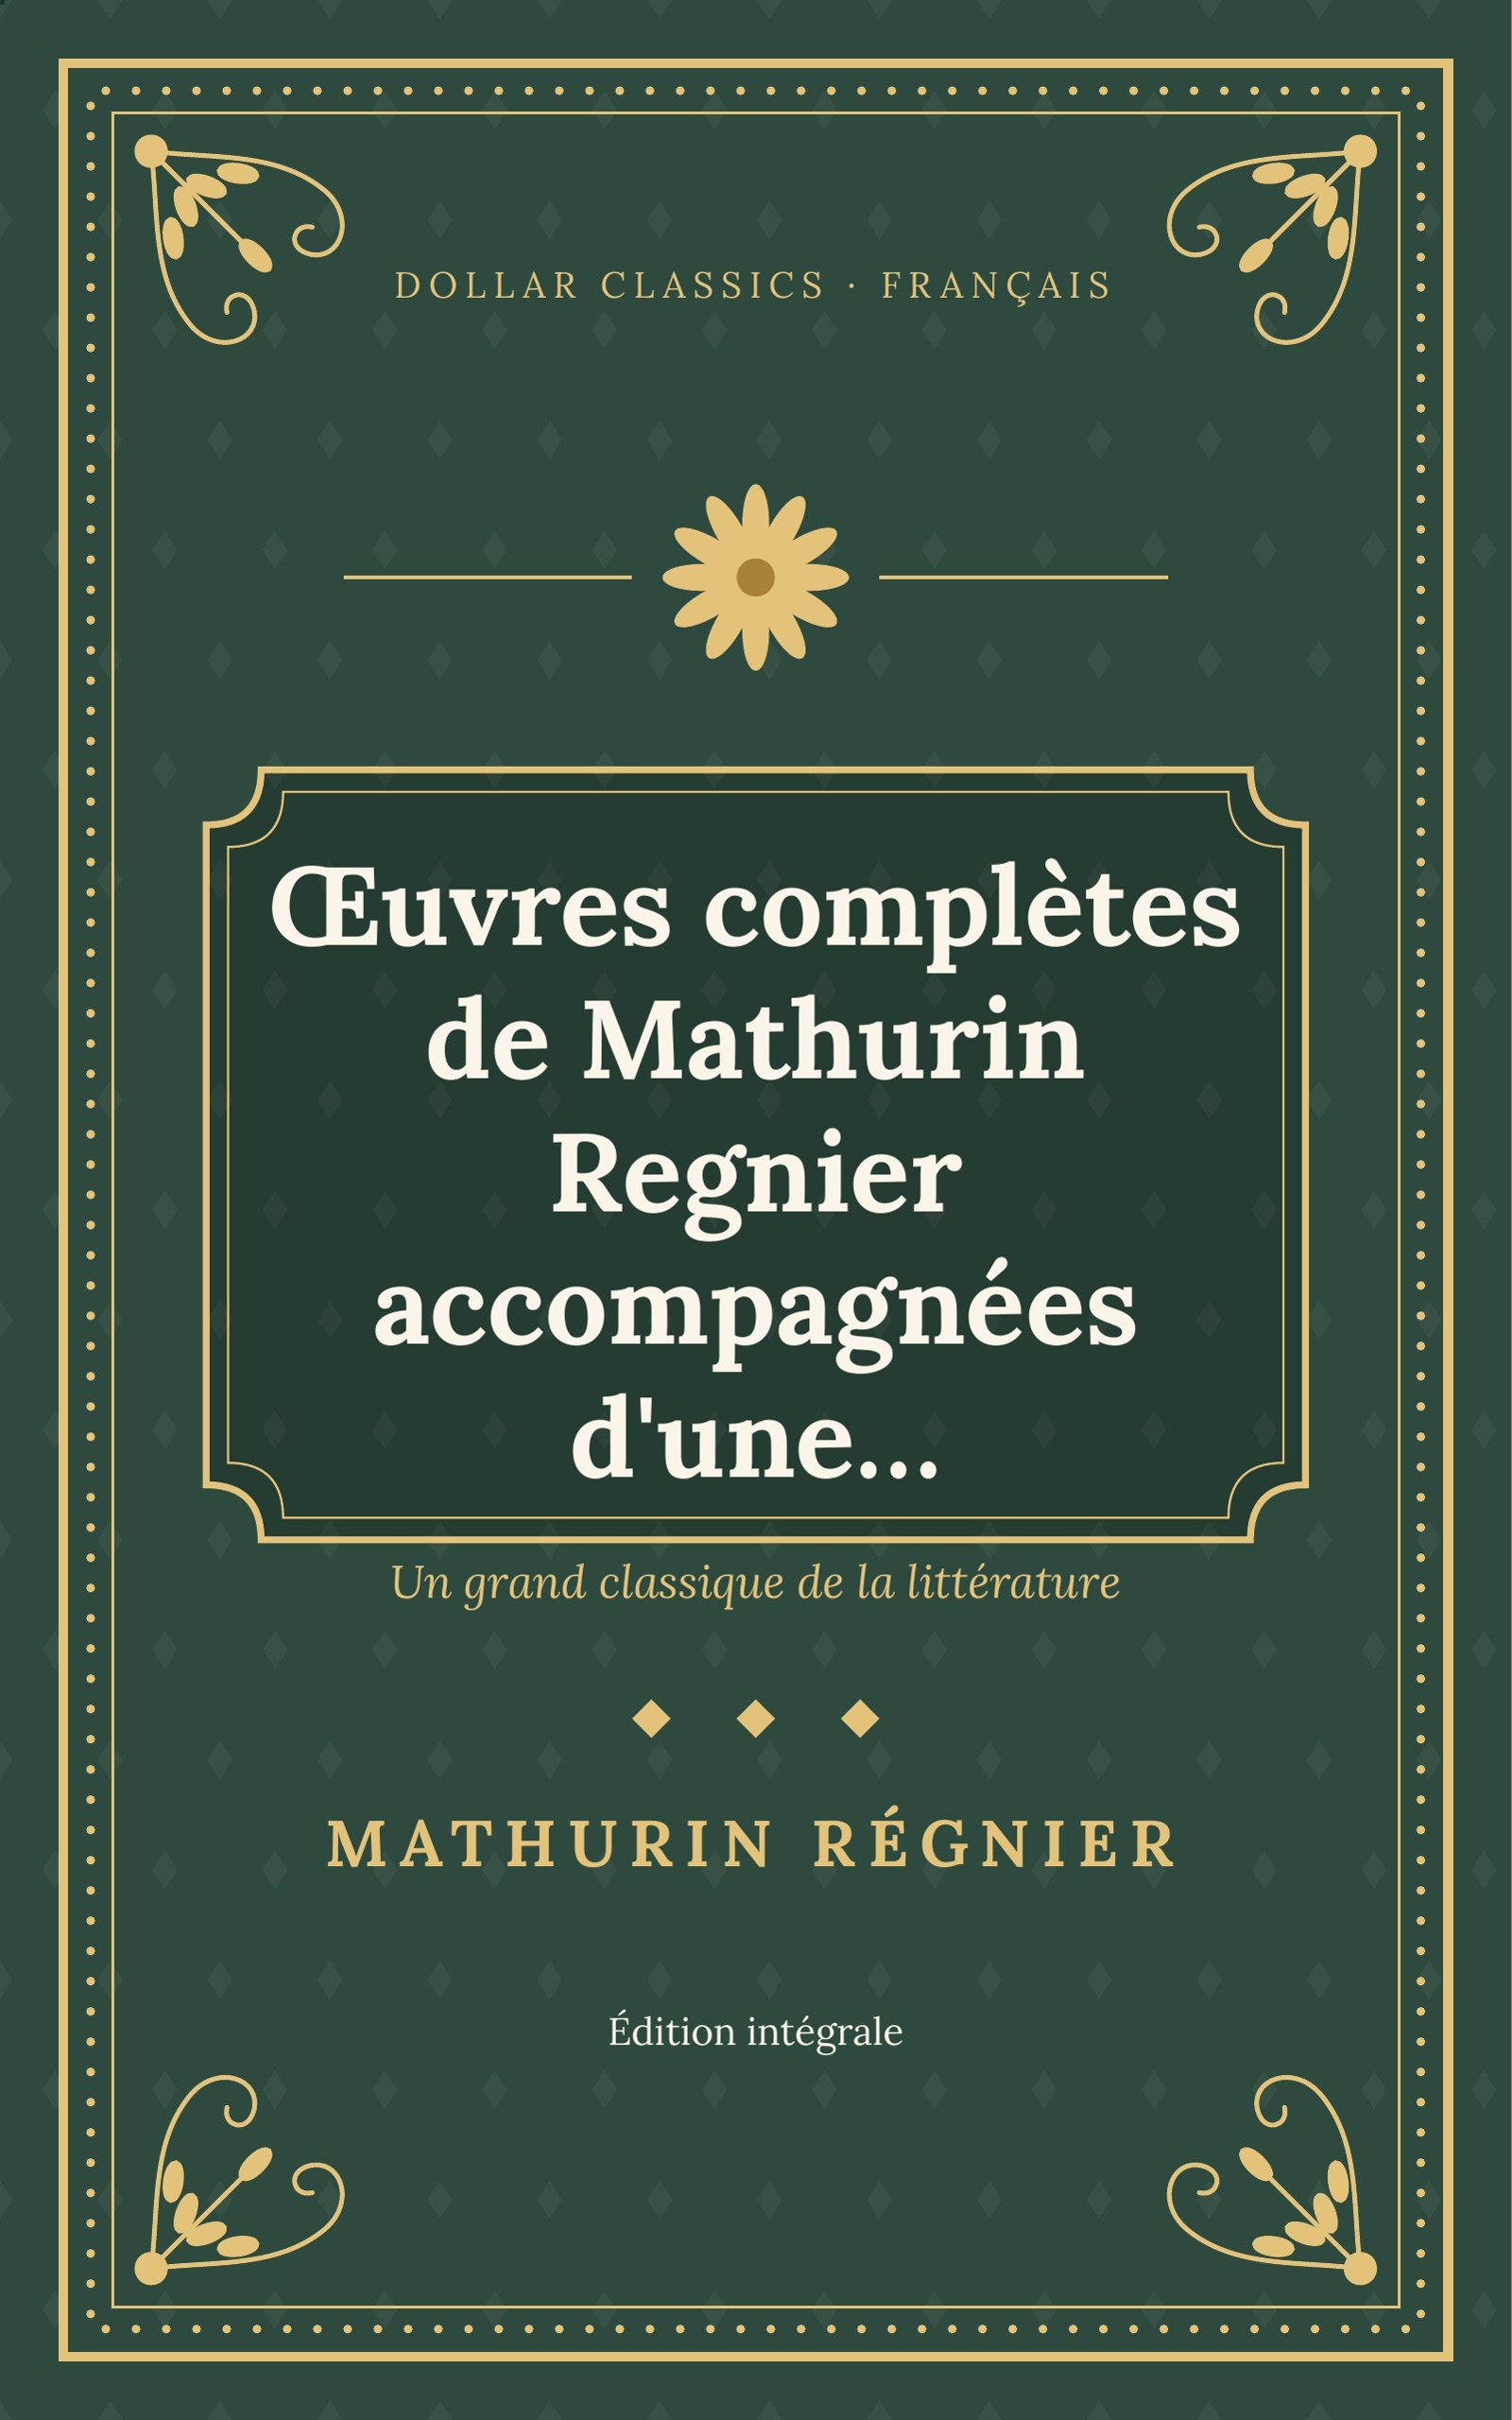 DOLLAR CLASSICS · FRANÇAIS
Œuvres complètes
de Mathurin
Regnier
accompagnées
d'une...
Un grand classique de la littérature
MATHURIN RÉGNIER
Édition intégrale